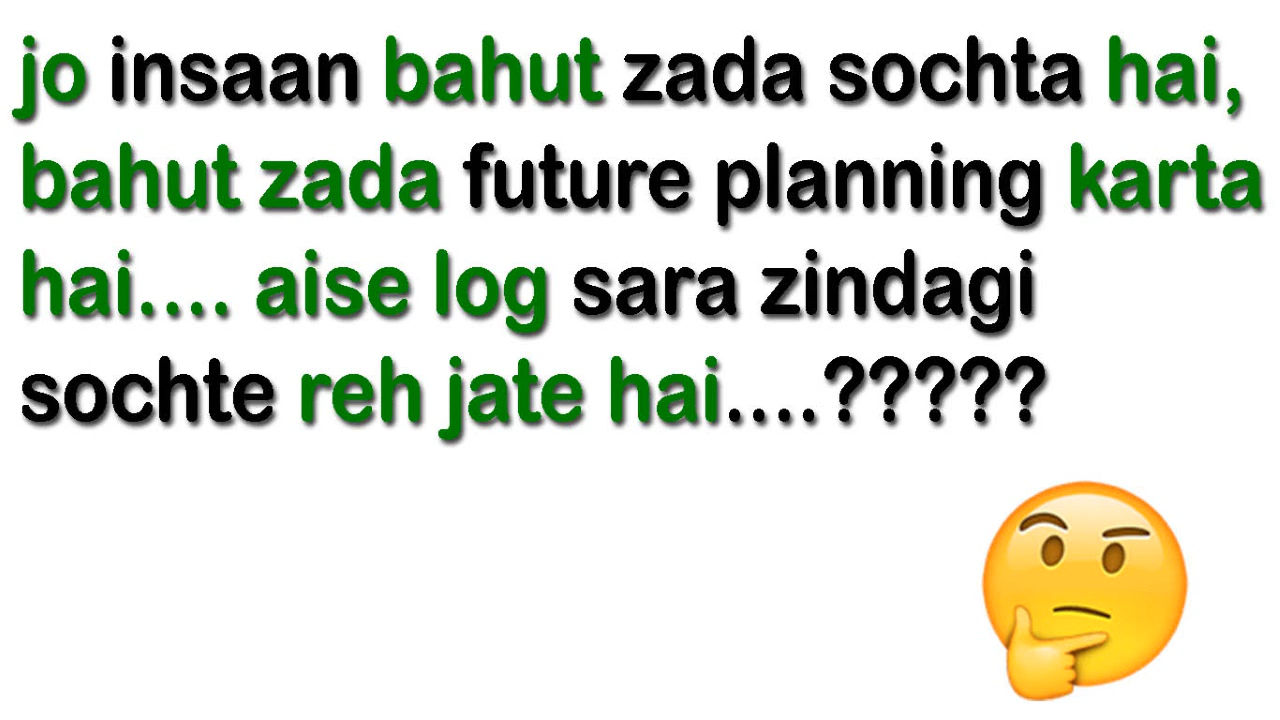 jo insaan bahut zada sochta hai,
bahut zada future planning karta
hai.... aise log sara zindagi
sochte reh jate hai....?????